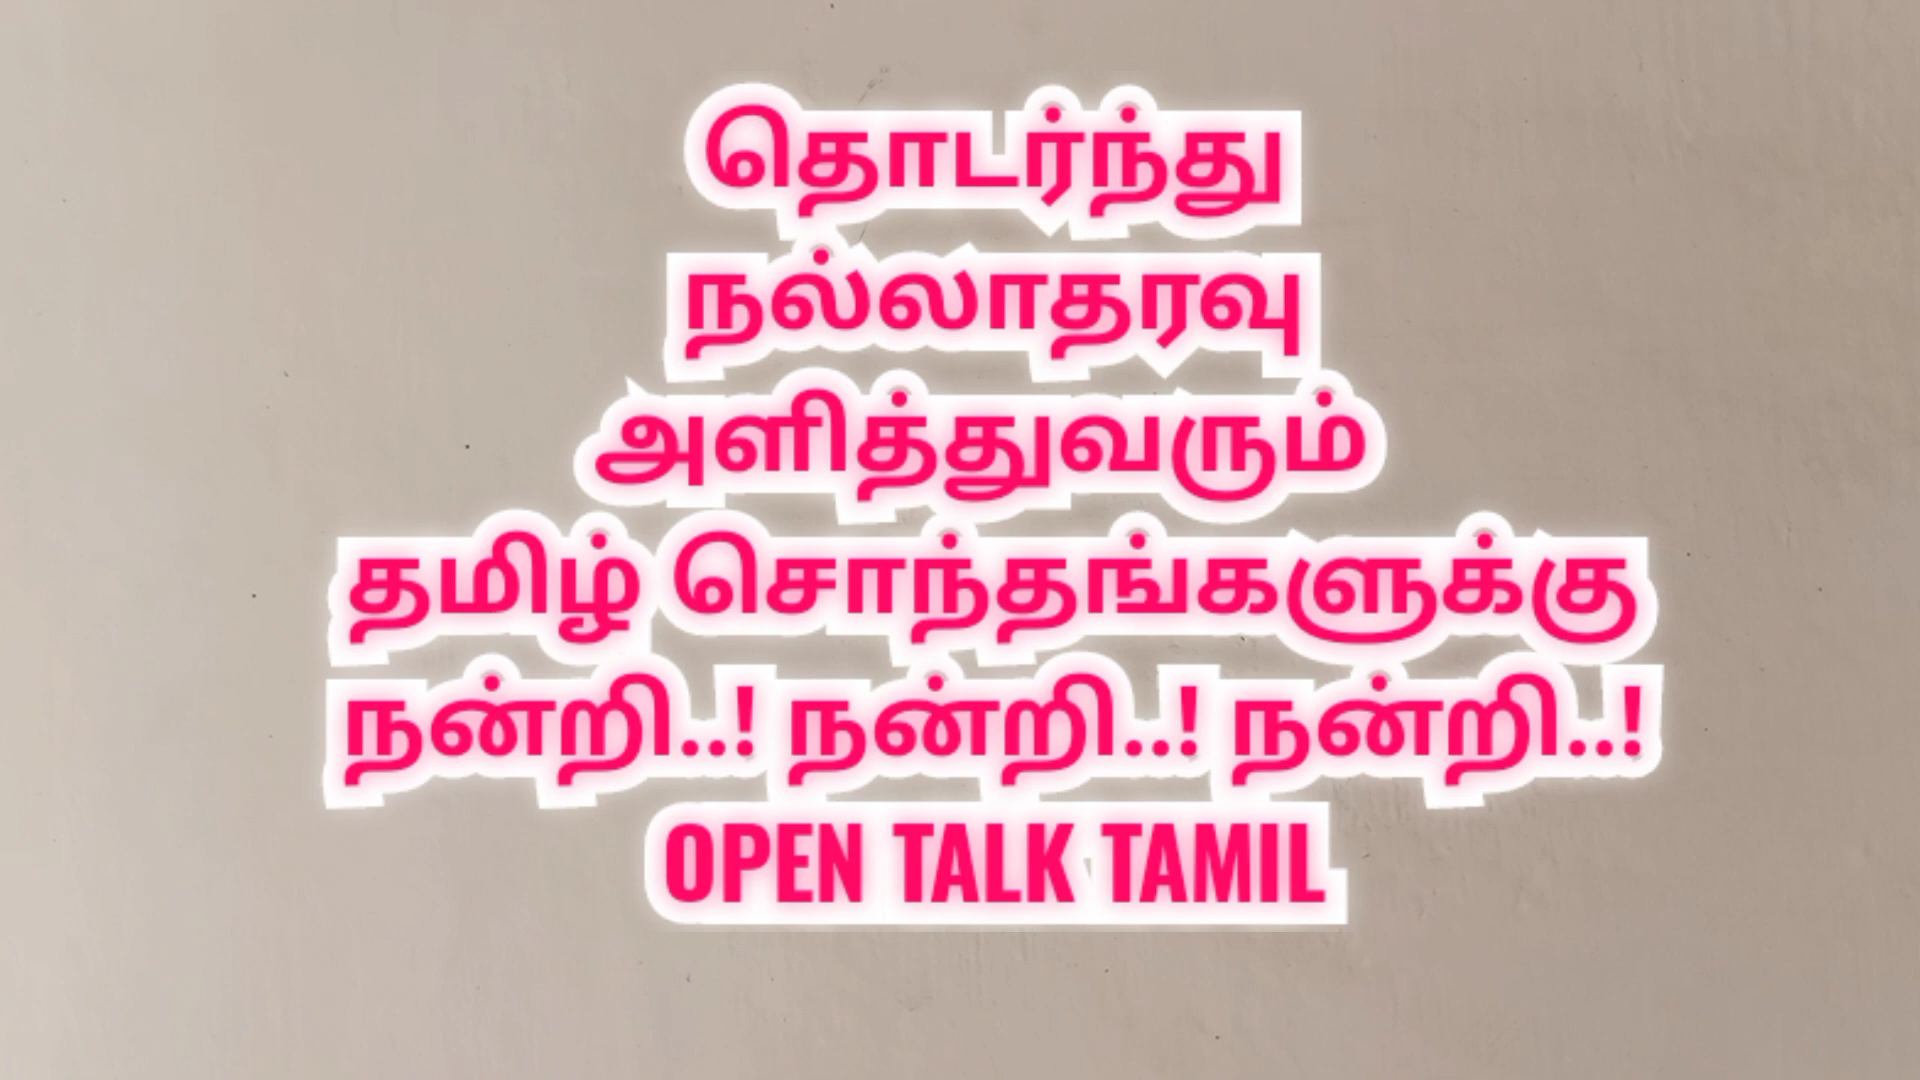 தொடர்ந்து
நல்லாதரவு
அளித்துவரும்
தமிழ் சொந்தங்களுக்கு
நன்றி..! நன்றி..! நன்றி..!
OPEN TALK TAMIL